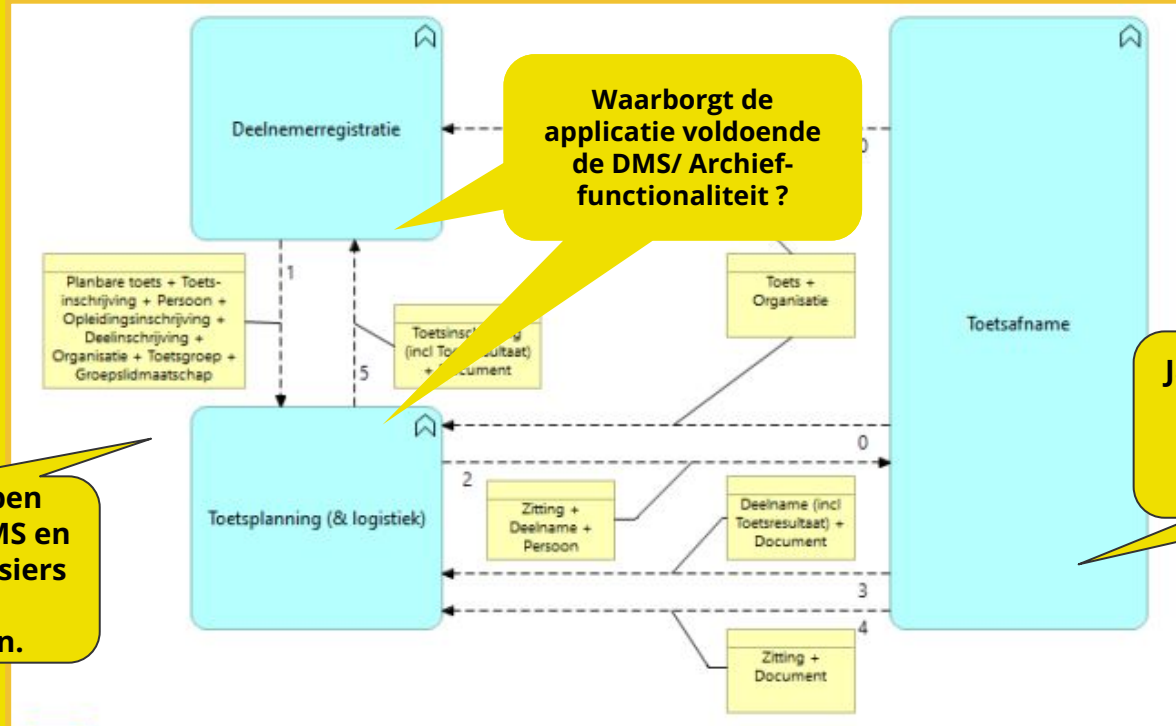 Deelnemerregistratie
Waarborgt de
applicatie voldoende
de DMS/ Archief-
functionaliteit ?
0
Planbare toets + Toets-
inschrijving + Persoon +
Opleidingsinschrijving +
Deelinschrijving +
Organisatie + Toetsgroep +
Groepslidmaatschap
1
(incl
+
5
Toets +
Organisatie
Toetsafname
J
0
Toetsplanning (& logistiek)
2
Zitting +
Deelname +
Persoon
Deelname (incl
Toetsresultaat) +
Document
3
4
Zitting +
Document
en
n.